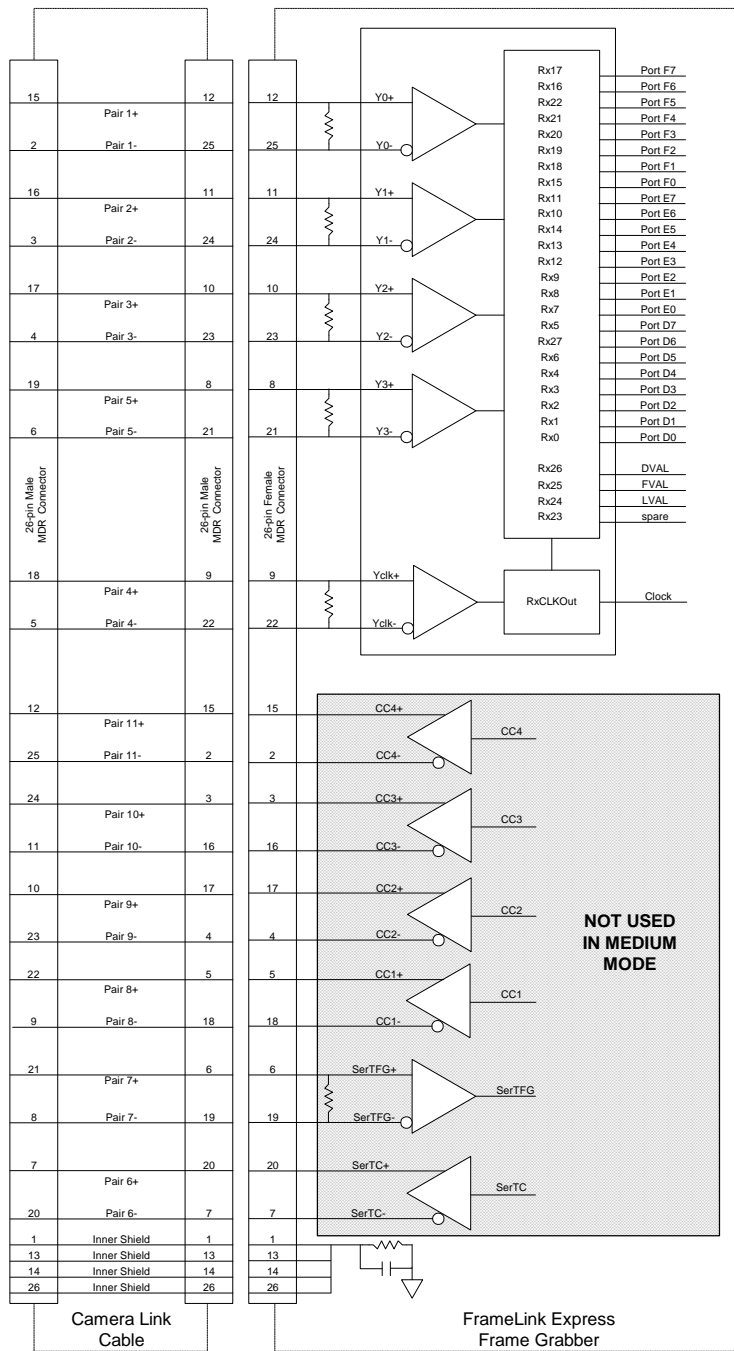 15 12 12 Y0+ Rx17 Port F7
Pair 1+ Rx16 Port F6
2 Pair 1- 25 25 Y0- Rx22 Port F5
Rx21 Port F4
Rx20 Port F3
Rx19 Port F2
16 11 11 Y1+ Rx18 Port F1
Pair 2+ Rx15 Port F0
3 Pair 2- 24 24 Y1- Rx11 Port E7
Rx10 Port E6
Rx14 Port E5
Rx13 Port E4
17 10 10 Y2+ Rx12 Port E3
Pair 3+ Rx9 Port E2
4 Pair 3- 23 23 Y2- Rx8 Port E1
Rx7 Port E0
Rx5 Port D7
Rx27 Port D6
19 8 8 Y3+ Rx6 Port D5
Pair 5+ Rx4 Port D4
6 Pair 5- 21 21 Y3- Rx3 Port D3
Rx2 Port D2
Rx1 Port D1
Rx0 Port D0
26-pin Male
MDR Connector
26-pin Male
MDR Connector
26-pin Female
MDR Connector
Rx26 DVAL
Rx25 FVAL
Rx24 LVAL
Rx23 spare
18 9 9 Yclk+
Pair 4+ RxCLKOut Clock
5 Pair 4- 22 22 Yclk-
12 15 15 CC4+
Pair 11+ CC4
25 Pair 11- 2 2 CC4-
24 3 3 CC3+
Pair 10+ CC3
11 Pair 10- 16 16 CC3-
10 17 17 CC2+
Pair 9+ CC2
23 Pair 9- 4 4 CC2-
NOT USED
IN MEDIUM
MODE
22 5 5 CC1+
Pair 8+ CC1
9 Pair 8- 18 18 CC1-
21 6 6 SerTFG+
Pair 7+ SerTFG
8 Pair 7- 19 19 SerTFG-
7 20 20 SerTC+
Pair 6+ SerTC
20 Pair 6- 7 7 SerTC-
1 Inner Shield 1 1
13 Inner Shield 13 13
14 Inner Shield 14 14
26 Inner Shield 26 26
Camera Link
Cable
FrameLink Express
Frame Grabber